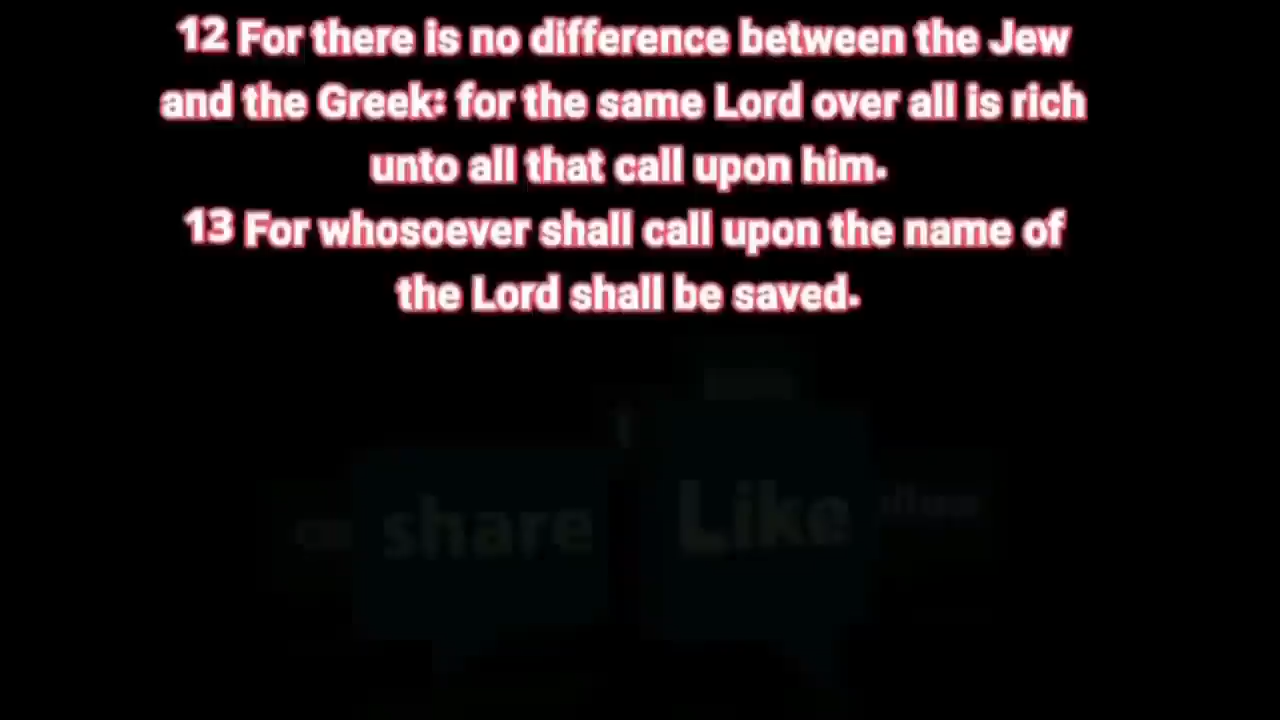 12 For there is no difference between the Jew
and the Greek: for the same Lord over all is rich
unto all that call upon him.
13 For whosoever shall call upon the name of
the Lord shall be saved.
share
Like